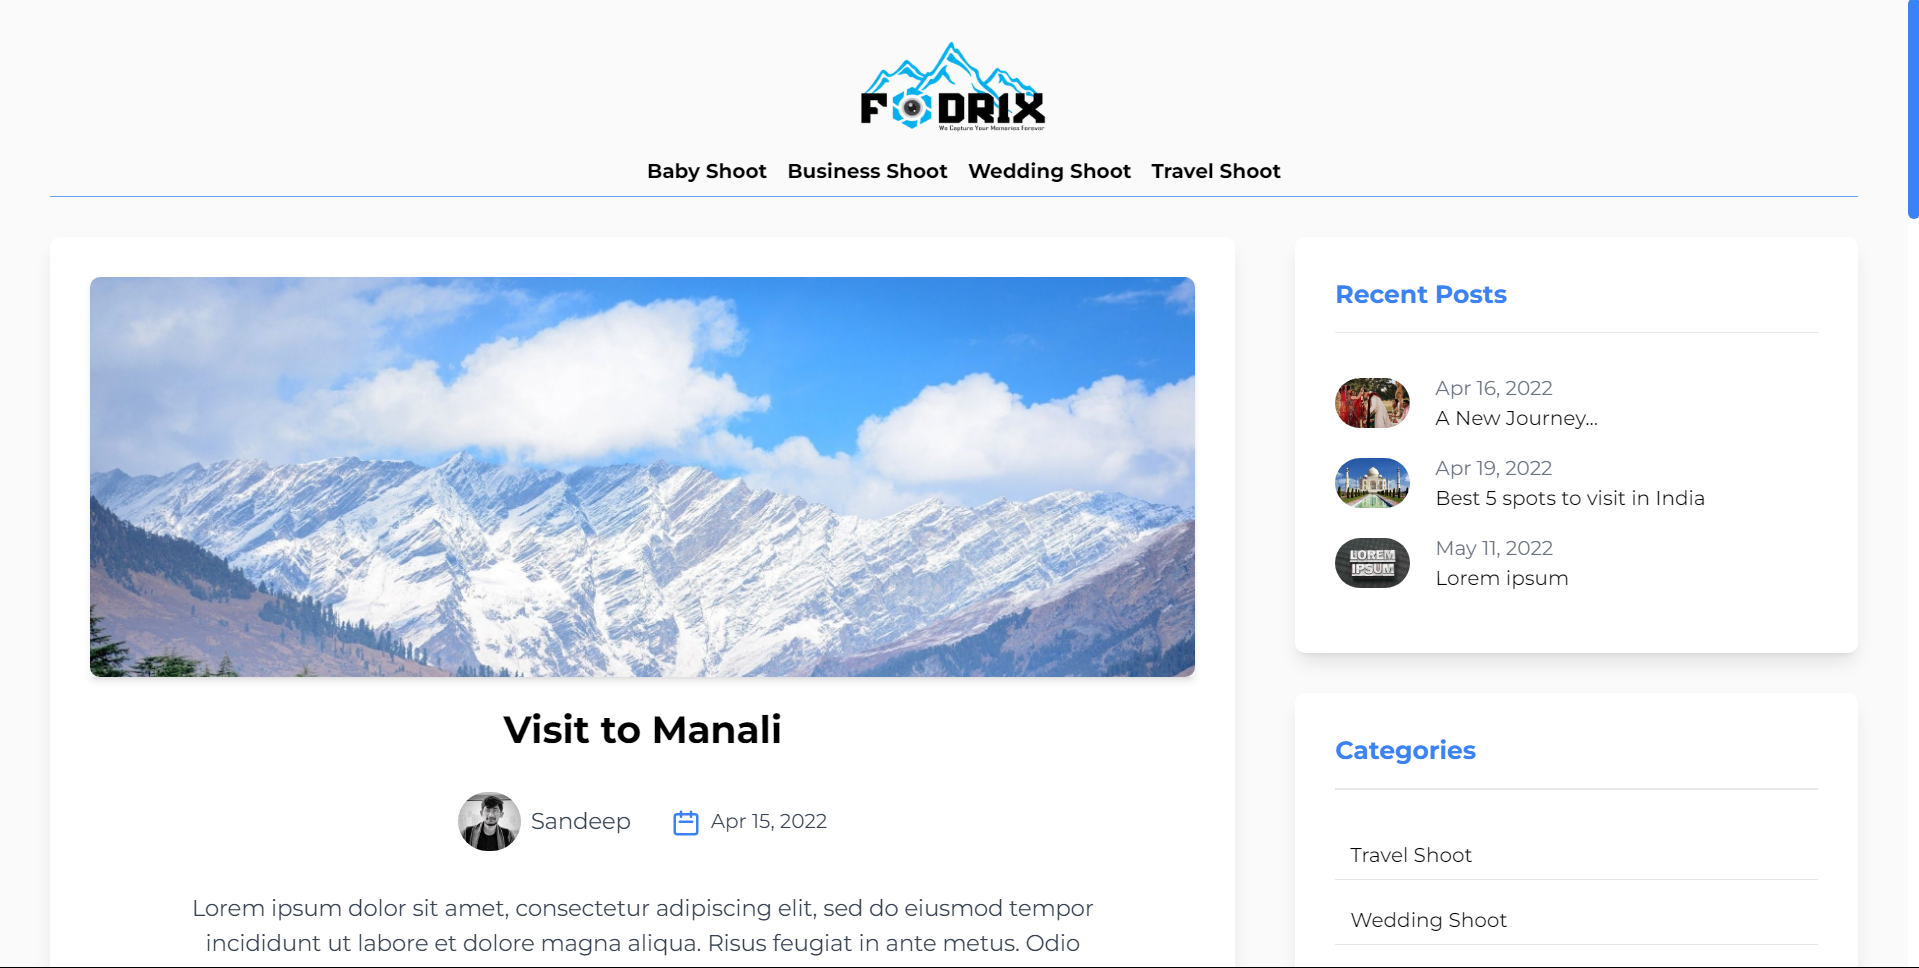 FODRIX
We Capture Your Memories Forever
Baby Shoot Business Shoot Wedding Shoot Travel Shoot
Visit to Manali
Sandeep Apr 15, 2022
Lorem ipsum dolor sit amet, consectetur adipiscing elit, sed do eiusmod tempor
incididunt ut labore et dolore magna aliqua. Risus feugiat in ante metus. Odio
Recent Posts
Apr 16, 2022
A New Journey...
Apr 19, 2022
Best 5 spots to visit in India
LOREM
IPSUM
May 11, 2022
Lorem ipsum
Categories
Travel Shoot
Wedding Shoot